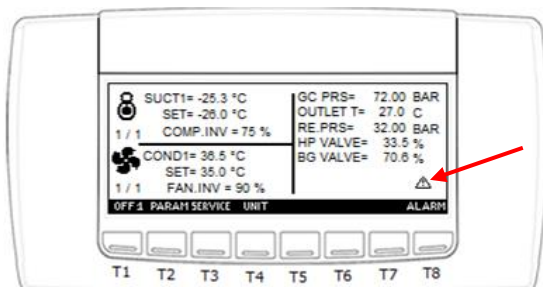 SUCT1= -25.3 °C
SET= -26.0 °C
1 / 1 COMP.INV = 75 %
COND1= 36.5 °C
SET= 35.0 °C
1 / 1 FAN.INV = 90 %
GC PRS= 72.00 BAR
OUTLET T= 27.0 C
RE.PRS= 32.00 BAR
HP VALVE= 33.5 %
BG VALVE= 70.6 %
OFF1 PARAM SERVICE UNIT ALARM
T1 T2 T3 T4 T5 T6 T7 T8